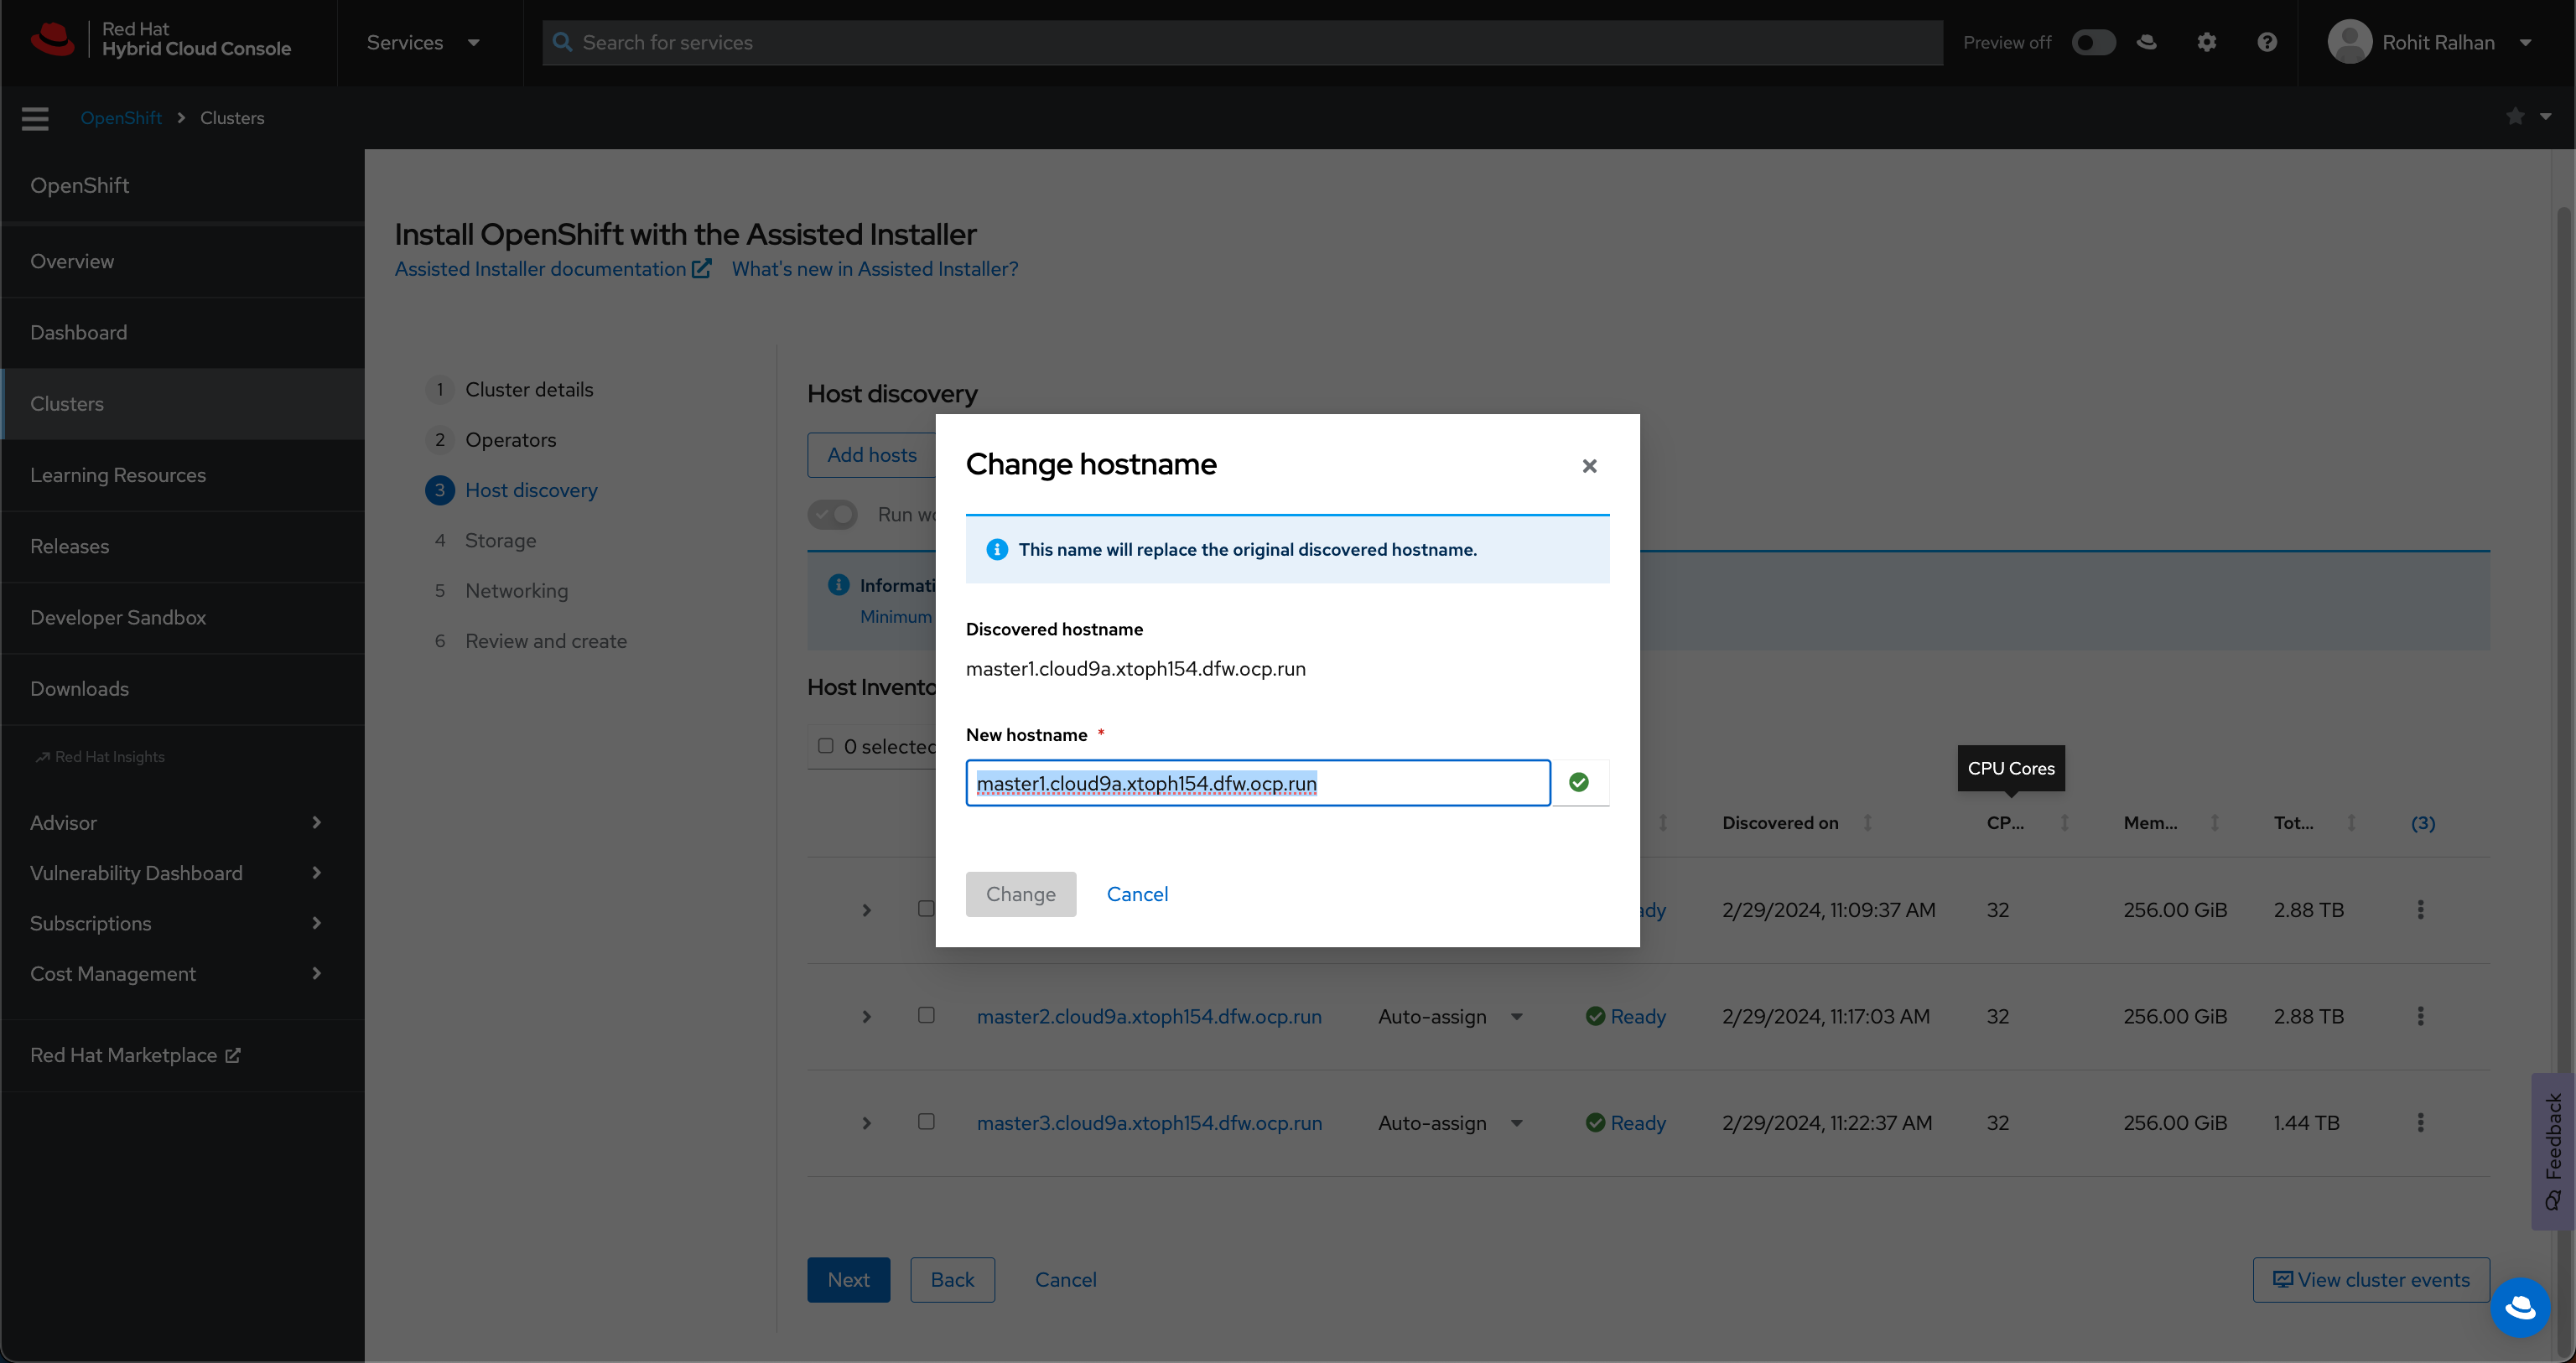 Red Hat
Hybrid Cloud Console
Services
Search for services
Preview off
Rohit Ralhan
OpenShift
Clusters
OpenShift
Overview
Dashboard
Clusters
Learning Resources
Releases
Developer Sandbox
Downloads
Red Hat Insights
Advisor
Vulnerability Dashboard
Subscriptions
Cost Management
Red Hat Marketplace
Install OpenShift with the Assisted Installer
Assisted Installer documentation What's new in Assisted Installer?
1 Cluster details
2 Operators
3 Host discovery
4 Storage
5 Networking
6 Review and create
Host discovery
Add hosts
Run
Minimum
0 selected
Change hostname
This name will replace the original discovered hostname.
Discovered hostname
master1.cloud9a.xtoph154.dfw.ocp.run
New hostname *
master1.cloud9a.xtoph154.dfw.ocp.run
Change Cancel
CPU Cores
Discovered on CP... Mem... Tot... (3)
2/29/2024, 11:09:37 AM 32 256.00 GiB 2.88 TB
master2.cloud9a.xtoph154.dfw.ocp.run Auto-assign Ready 2/29/2024, 11:17:03 AM 32 256.00 GiB 2.88 TB
master3.cloud9a.xtoph154.dfw.ocp.run Auto-assign Ready 2/29/2024, 11:22:37 AM 32 256.00 GiB 1.44 TB
Next Back Cancel
View cluster events
Feedback